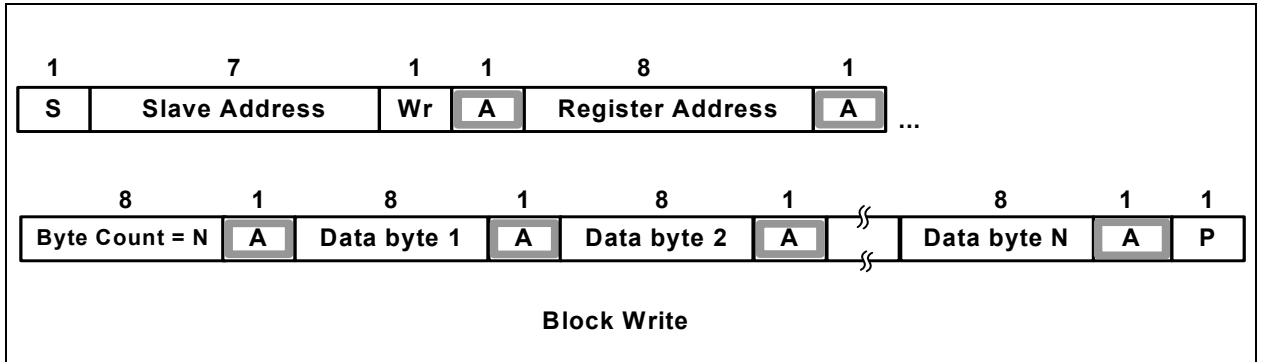 1 7 1 1 8 1
S Slave Address Wr A Register Address A ...
8 1 8 1 8 1 8 1 1
Byte Count = N A Data byte 1 A Data byte 2 A Data byte N A P
Block Write